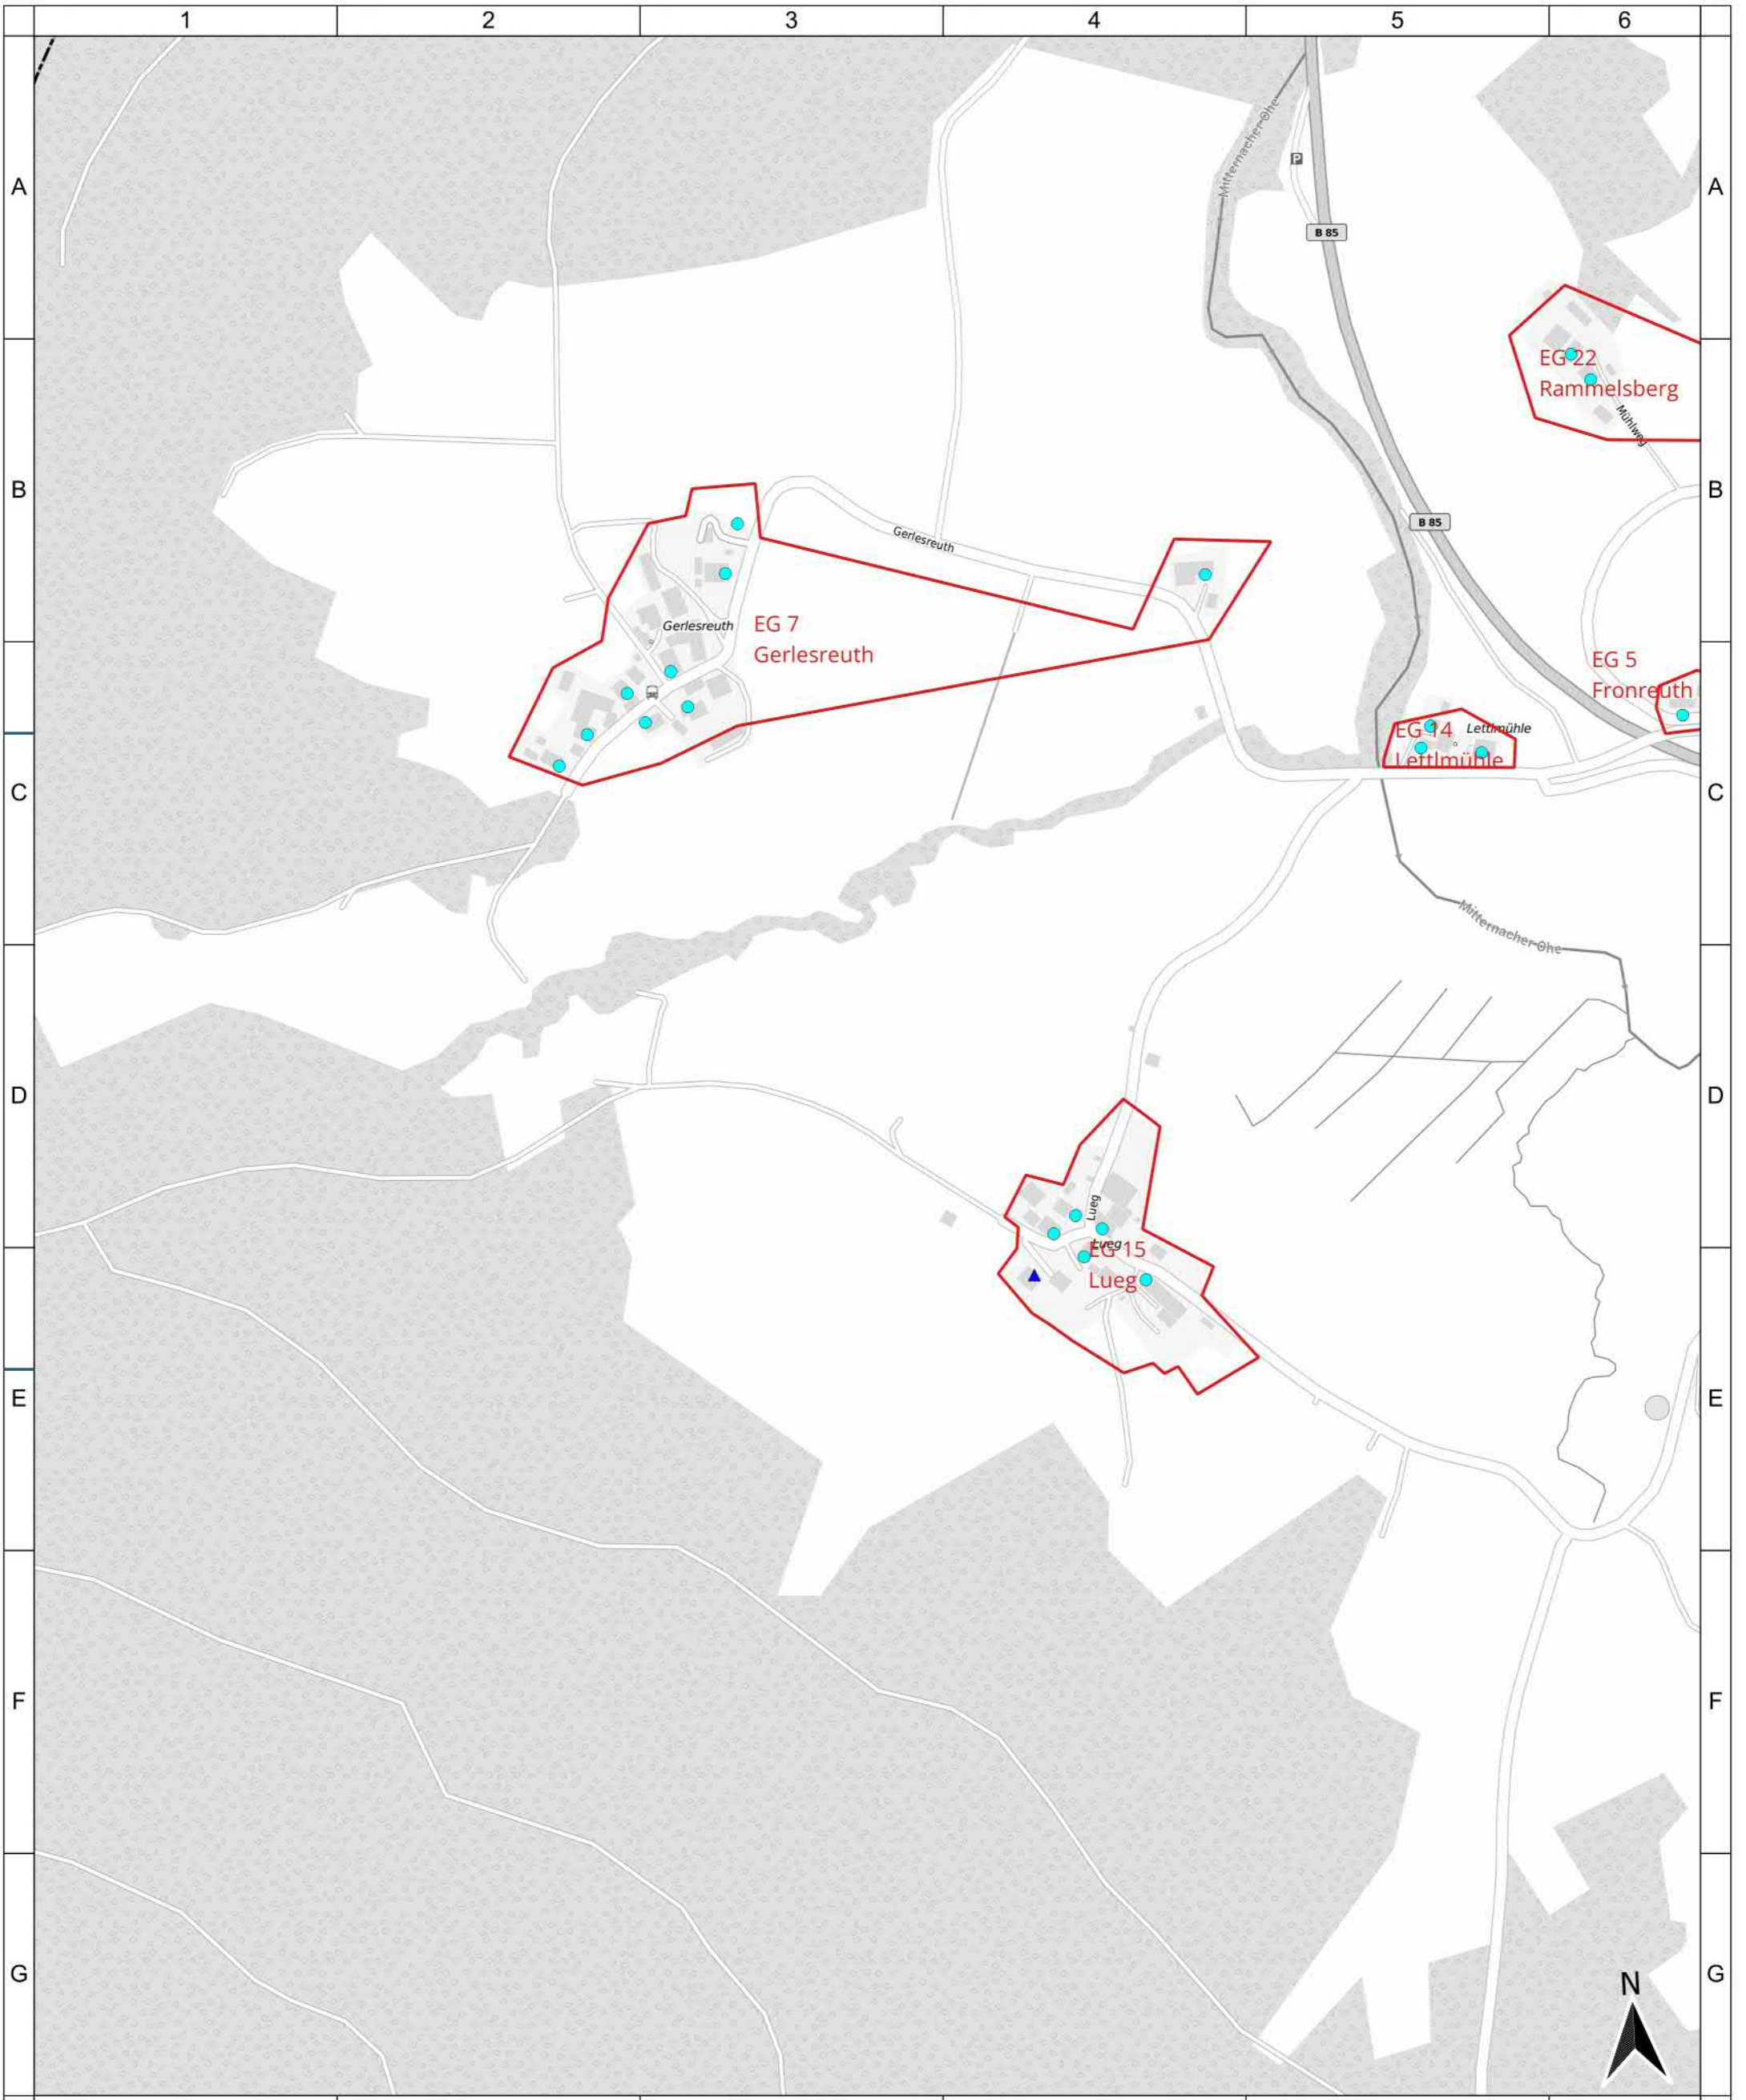 1 2 3 4 5 6
A A
Mitternacher Ohe
P
B 85
EG 22
Rammelsberg
Mühlweg
B B
B 85
Gerlesreuth
Gerlesreuth
EG 7
Gerlesreuth
EG 5
Fronreuth
EG 14
Lettlmühle
Lettlmühle
C C
Mitternacher Ohe
D D
Lueg
Lueg
EG 15
Lueg
E E
F F
G G
N